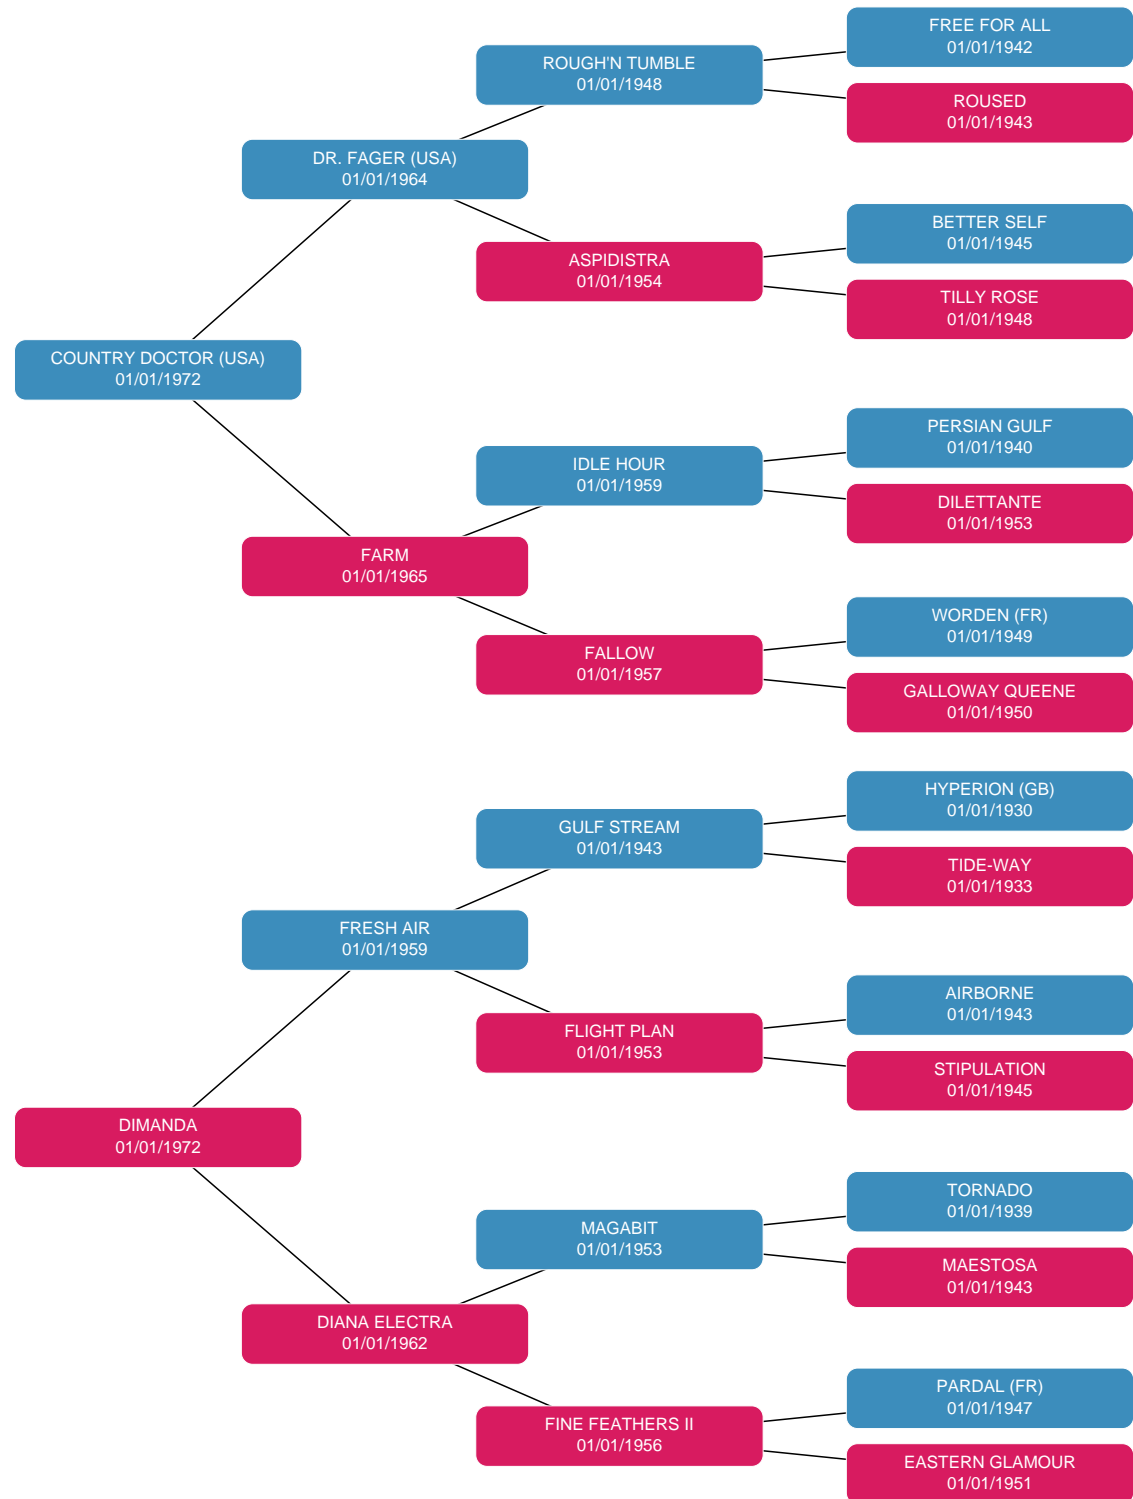 FREE FOR ALL
01/01/1942
ROUGH'N TUMBLE
01/01/1948
ROUSED
01/01/1943
DR. FAGER (USA)
01/01/1964
BETTER SELF
01/01/1945
ASPIDISTRA
01/01/1954
TILLY ROSE
01/01/1948
COUNTRY DOCTOR (USA)
01/01/1972
PERSIAN GULF
01/01/1940
IDLE HOUR
01/01/1959
DILETTANTE
01/01/1953
FARM
01/01/1965
WORDEN (FR)
01/01/1949
FALLOW
01/01/1957
GALLOWAY QUEENE
01/01/1950
HYPERION (GB)
01/01/1930
GULF STREAM
01/01/1943
TIDE-WAY
01/01/1933
FRESH AIR
01/01/1959
AIRBORNE
01/01/1943
FLIGHT PLAN
01/01/1953
STIPULATION
01/01/1945
DIMANDA
01/01/1972
TORNADO
01/01/1939
MAGABIT
01/01/1953
MAESTOSA
01/01/1943
DIANA ELECTRA
01/01/1962
PARDAL (FR)
01/01/1947
FINE FEATHERS II
01/01/1956
EASTERN GLAMOUR
01/01/1951